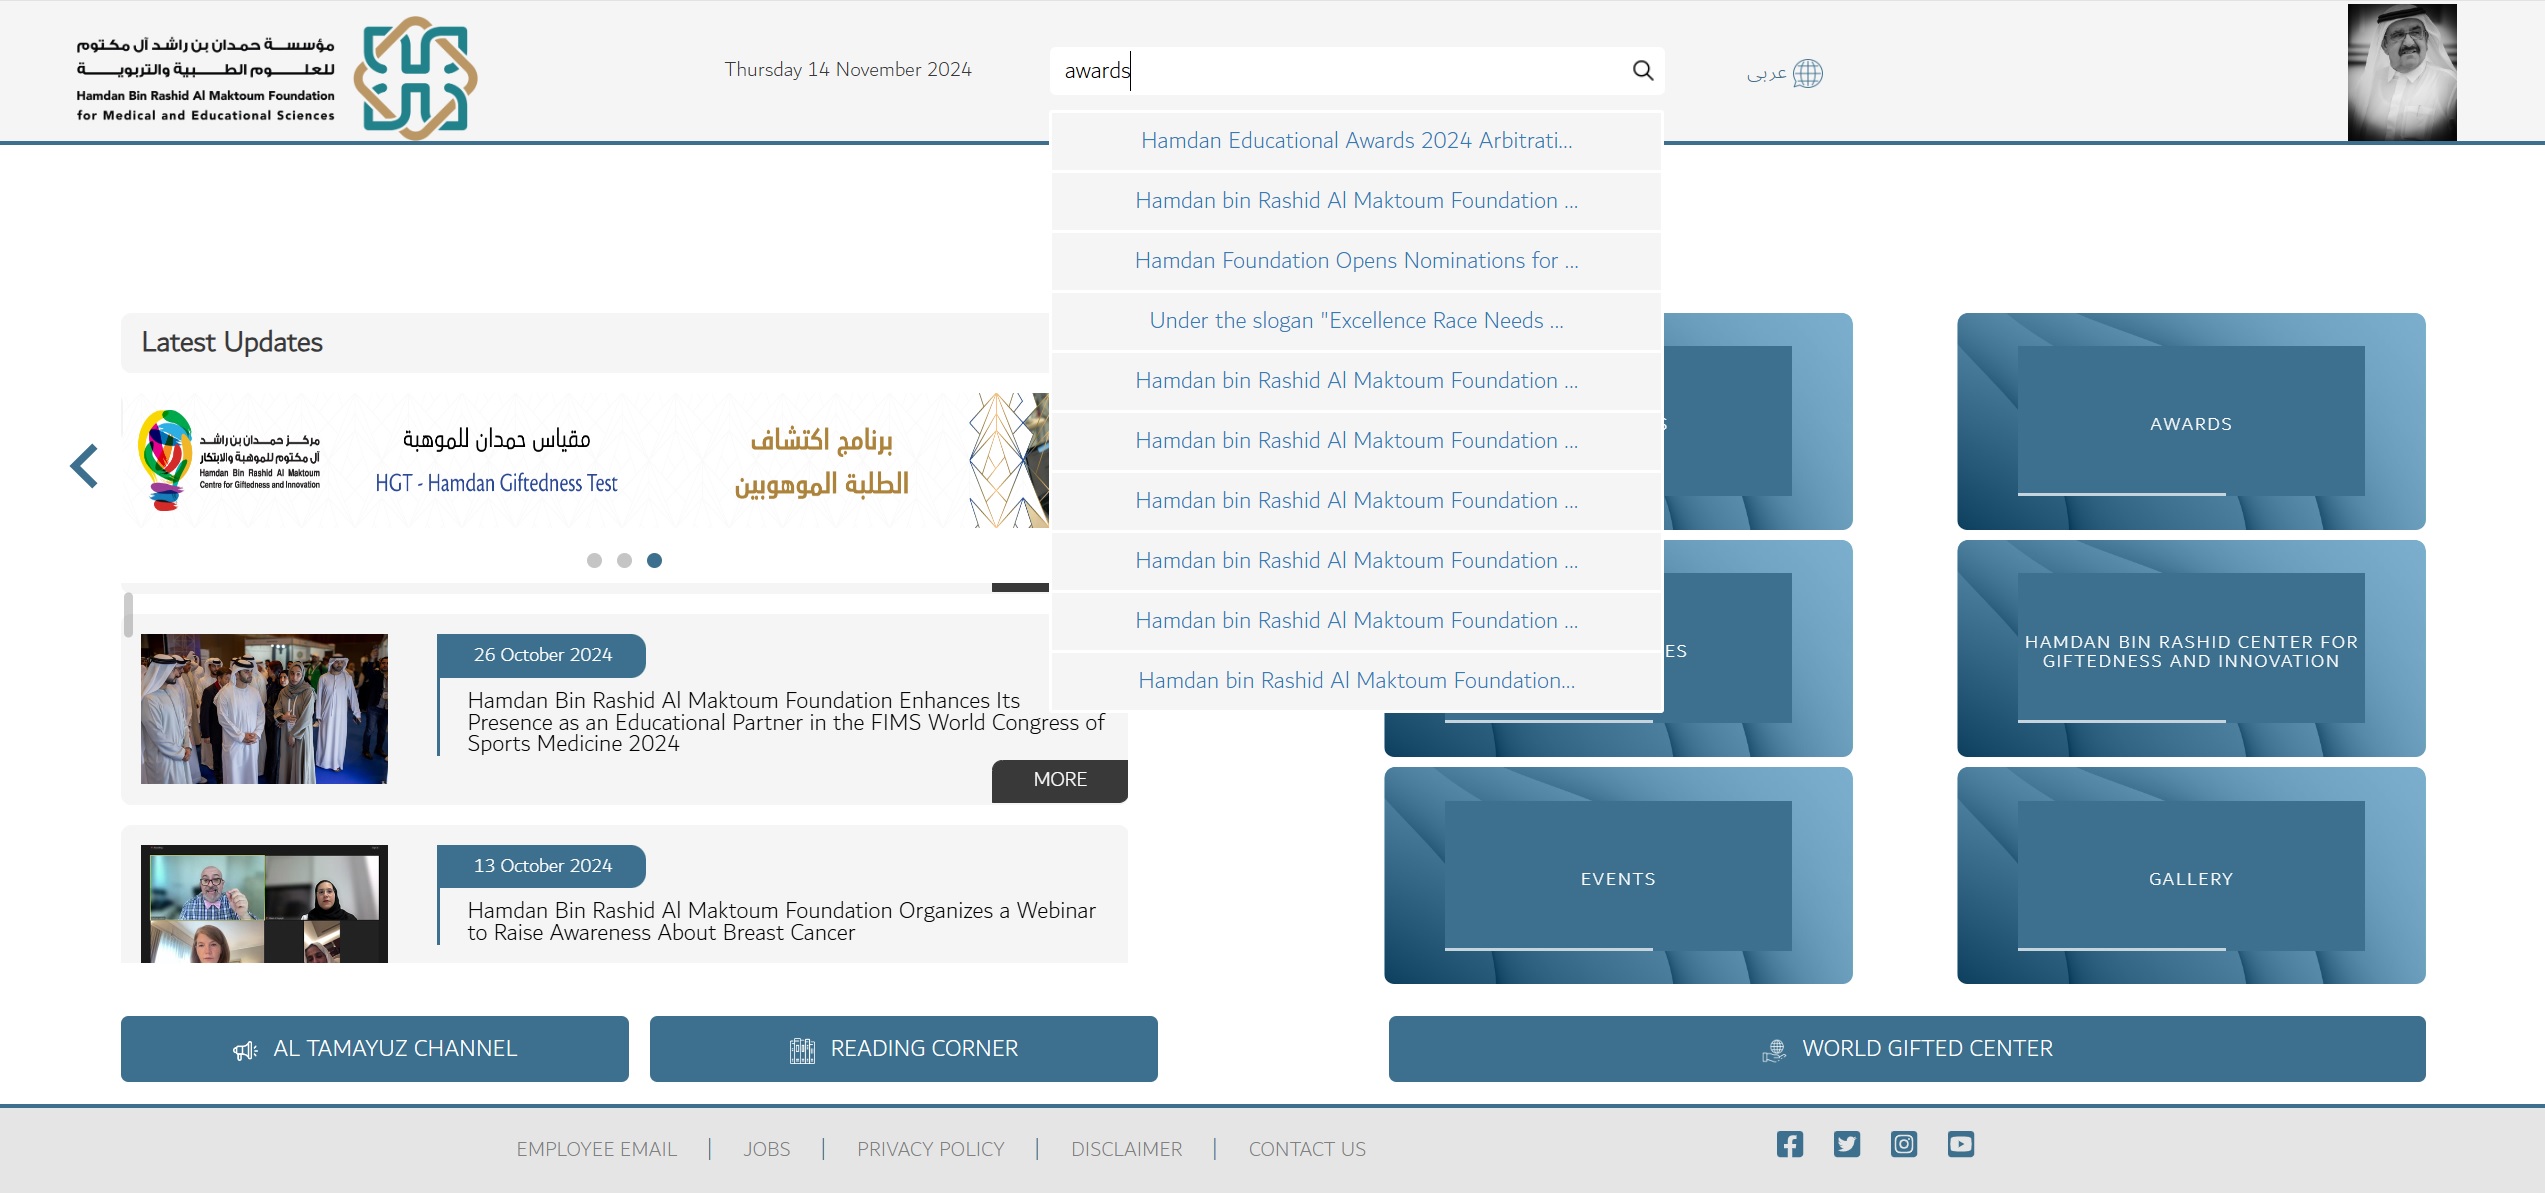 مؤسسة حمدان بن راشد آل مكتوم
للعلوم الطبية والتربوية
Hamdan Bin Rashid Al Maktoum Foundation
for Medical and Educational Sciences
Thursday 14 November 2024
awards
عربى
Hamdan Educational Awards 2024 Arbitrati...
Hamdan bin Rashid Al Maktoum Foundation ...
Hamdan Foundation Opens Nominations for ...
Under the slogan "Excellence Race Needs ...
Hamdan bin Rashid Al Maktoum Foundation ...
Hamdan bin Rashid Al Maktoum Foundation ...
Hamdan bin Rashid Al Maktoum Foundation ...
Hamdan bin Rashid Al Maktoum Foundation ...
Hamdan bin Rashid Al Maktoum Foundation ...
Hamdan bin Rashid Al Maktoum Foundation...
Latest Updates
مركز حمدان بن راشد
آل مكتوم للموهبة والابتكار
Hamdan Bin Rashid Al Maktoum
Centre for Giftedness and Innovation
مقياس حمدان للموهبة
HGT - Hamdan Giftedness Test
برنامج اكتشاف
الطلبة الموهوبين
26 October 2024
Hamdan Bin Rashid Al Maktoum Foundation Enhances Its
Presence as an Educational Partner in the FIMS World Congress of
Sports Medicine 2024
MORE
13 October 2024
Hamdan Bin Rashid Al Maktoum Foundation Organizes a Webinar
to Raise Awareness About Breast Cancer
AWARDS
HAMDAN BIN RASHID CENTER FOR
GIFTEDNESS AND INNOVATION
EVENTS
GALLERY
AL TAMAYUZ CHANNEL
READING CORNER
WORLD GIFTED CENTER
EMPLOYEE EMAIL | JOBS | PRIVACY POLICY | DISCLAIMER | CONTACT US